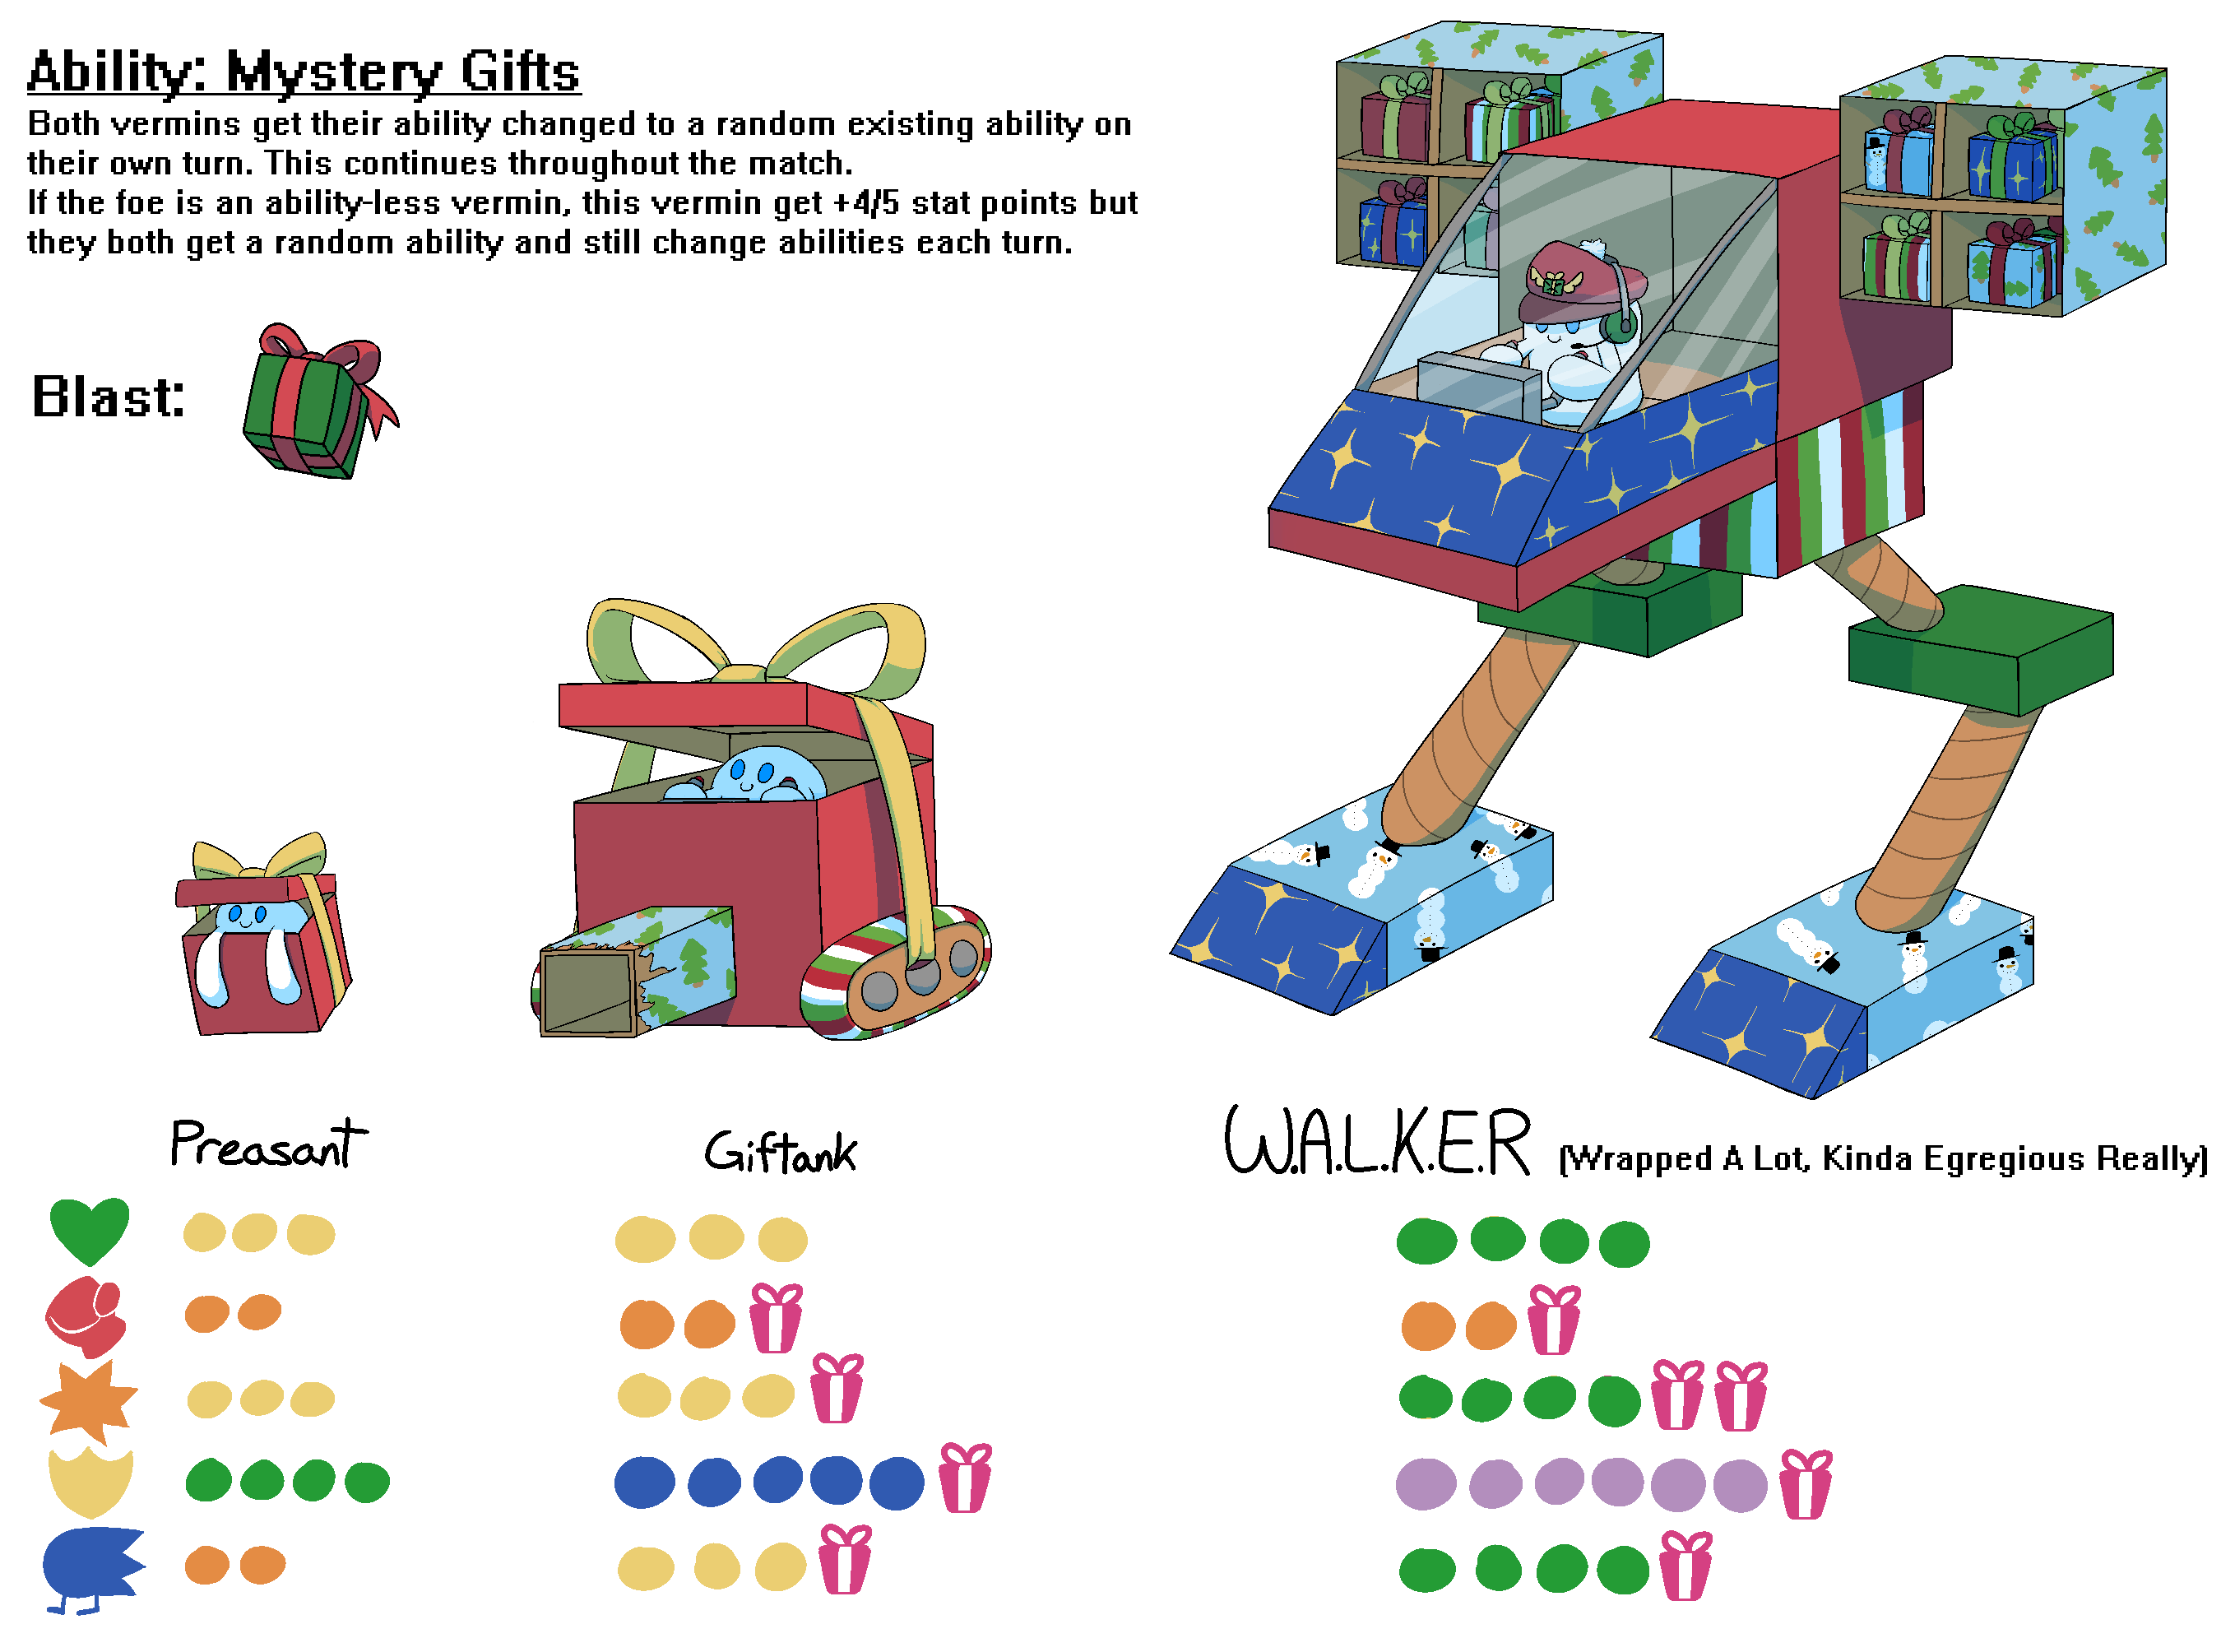 Ability: Mystery Gifts
Both vermins get their ability changed to a random existing ability on
their own turn. This continues throughout the match.
If the foe is an ability-less vermin, this vermin get +4/5 stat points but
they both get a random ability and still change abilities each turn.
Blast:
Preasant
Giftank
W.A.L.K.E.R (Wrapped A Lot, Kinda Egregious Really)